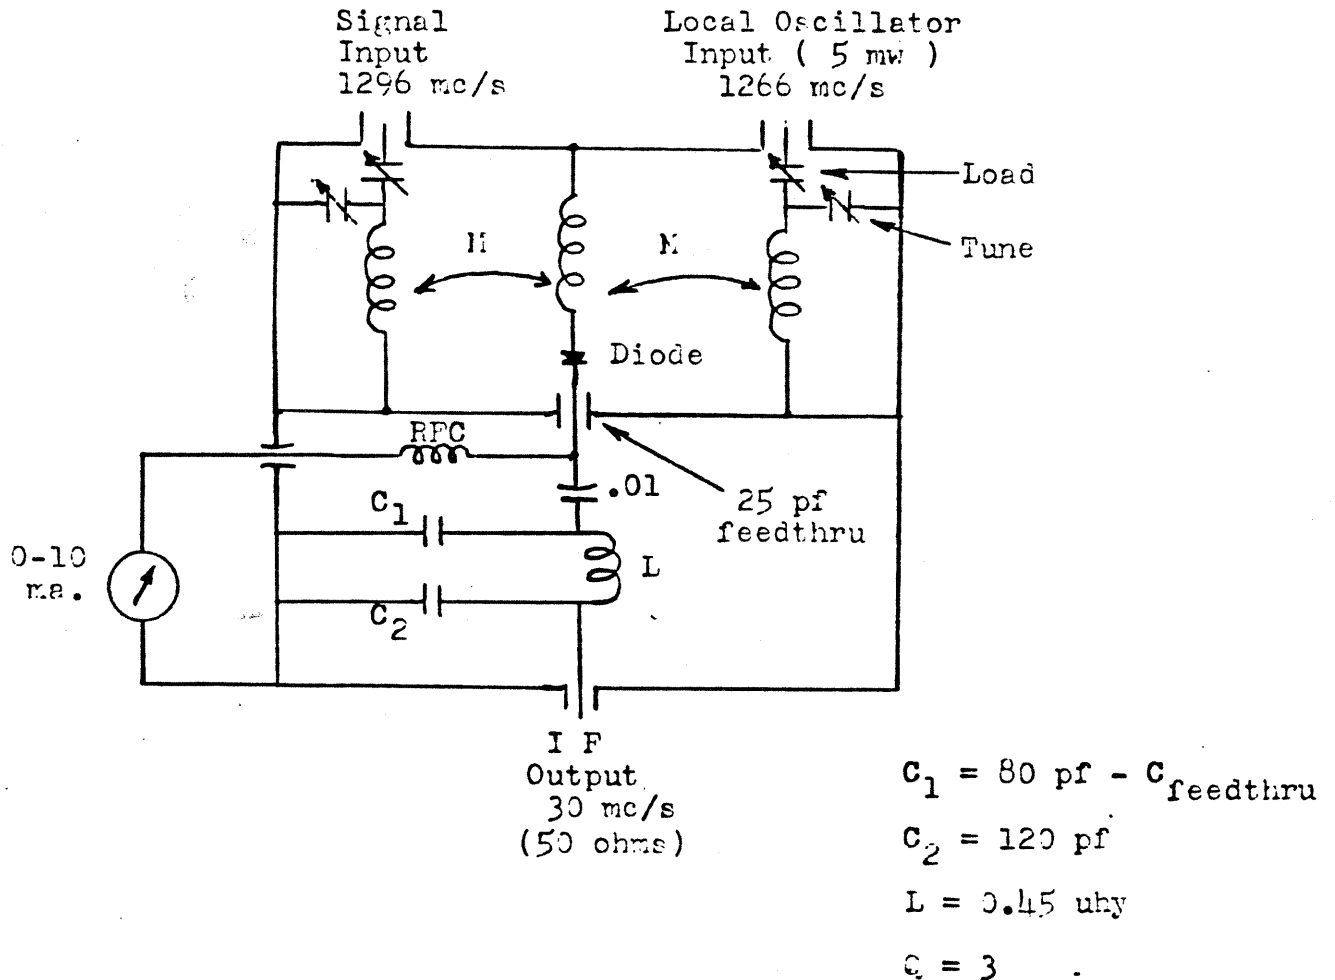 Signal
Input
1296 mc/s
Local Oscillator
Input ( 5 mw )
1266 mc/s
Load
Tune
M
M
Diode
RFC
.01
25 pf
feedthru
C1
L
0-10
ma.
C2
I F
Output
30 mc/s
(50 ohms)
C1 = 80 pf - Cfeedthru
C2 = 120 pf
L = 0.45 uhy
Q = 3